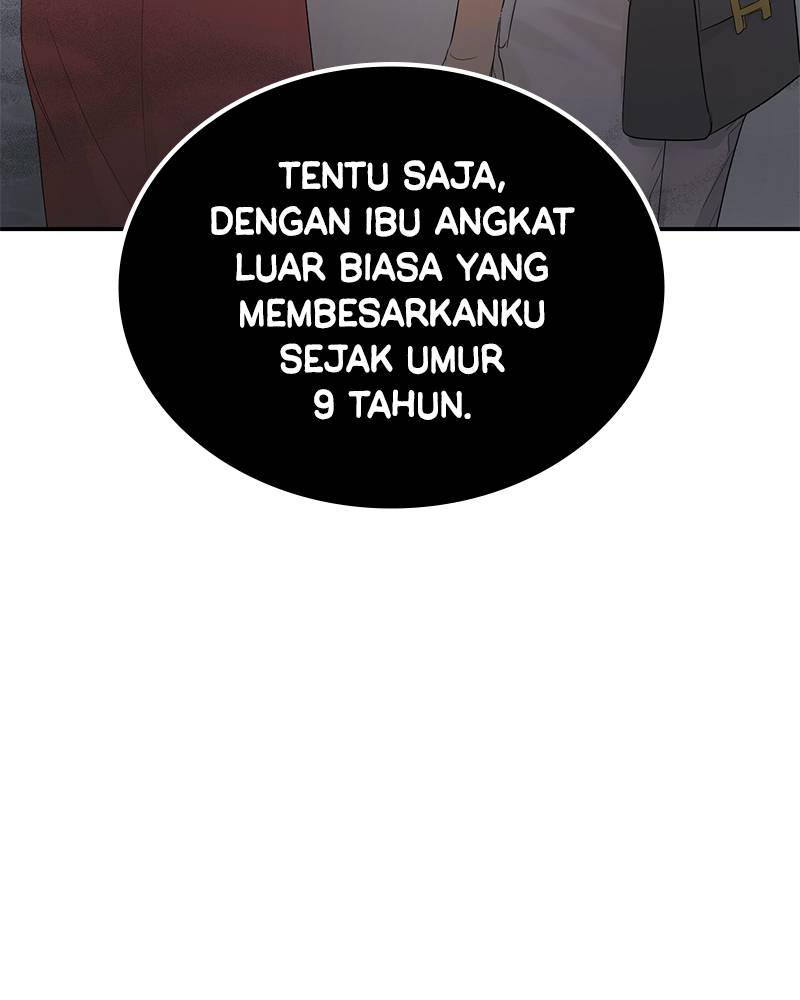 TENTU SAJA,
DENGAN IBU ANGKAT
LUAR BIASA YANG
MEMBESARKANKU
SEJAK UMUR
9 TAHUN.